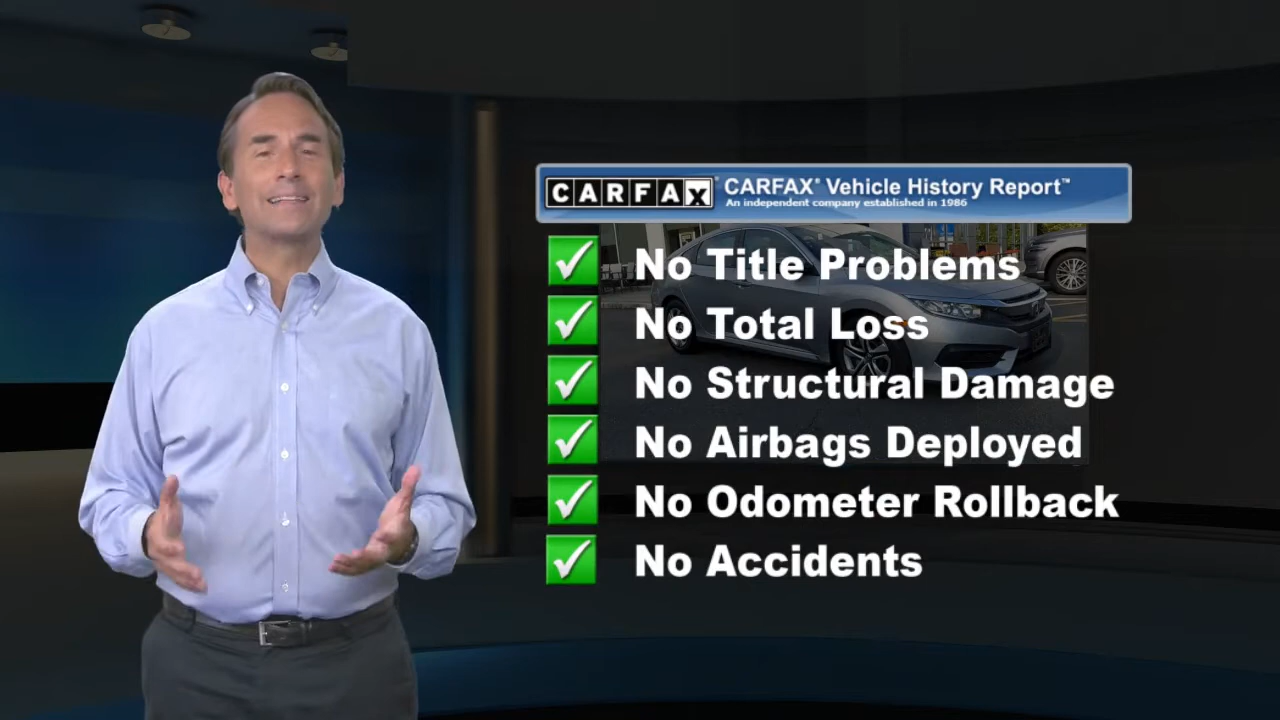 CARFAX® CARFAX® Vehicle History Report™
An independent company established in 1986
No Title Problems
No Total Loss
No Structural Damage
No Airbags Deployed
No Odometer Rollback
No Accidents